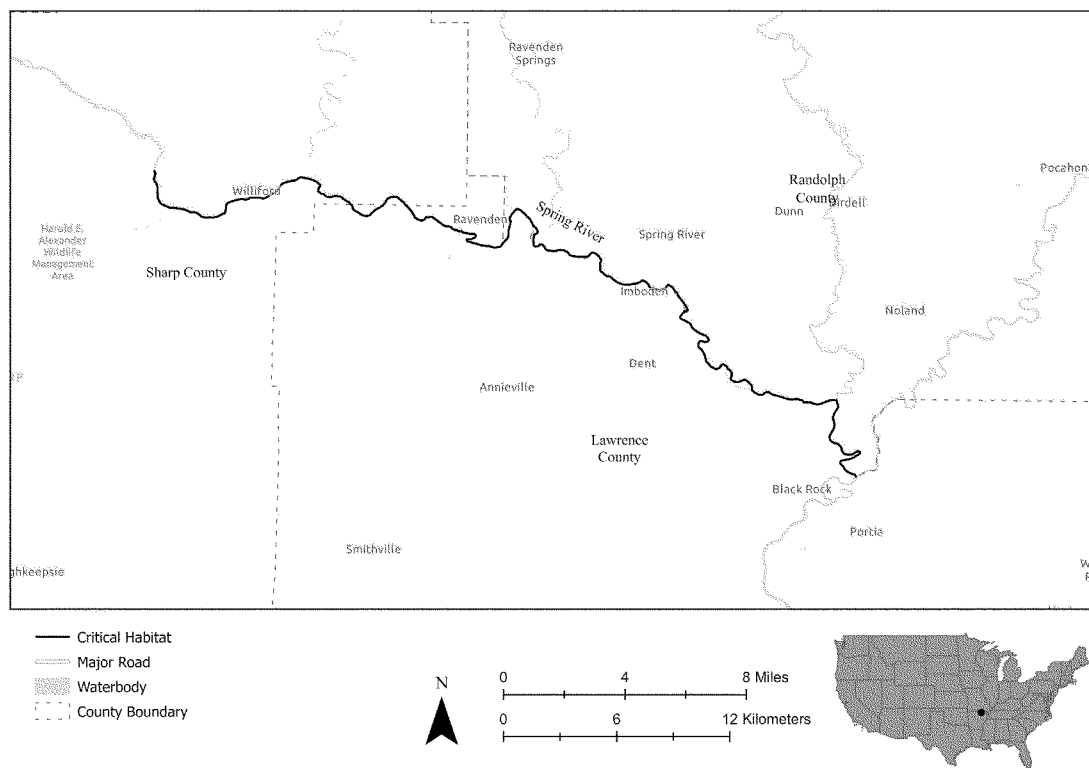 Ravenden
Springs
Pocahon
Williford
Randolph
County
Dunn
Birdell
Ravenden
Spring River
Spring River
Harold E.
Alexander
Wildlife
Management
Area
Sharp County
Imboden
Noland
Dent
Annieville
Lawrence
County
Black Rock
Portia
Smithville
ghkeepsie
Critical Habitat
Major Road
Waterbody
County Boundary
N
0 4 8 Miles
0 6 12 Kilometers